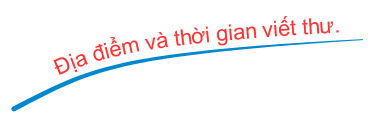 Địa điểm và thời gian viết thư.